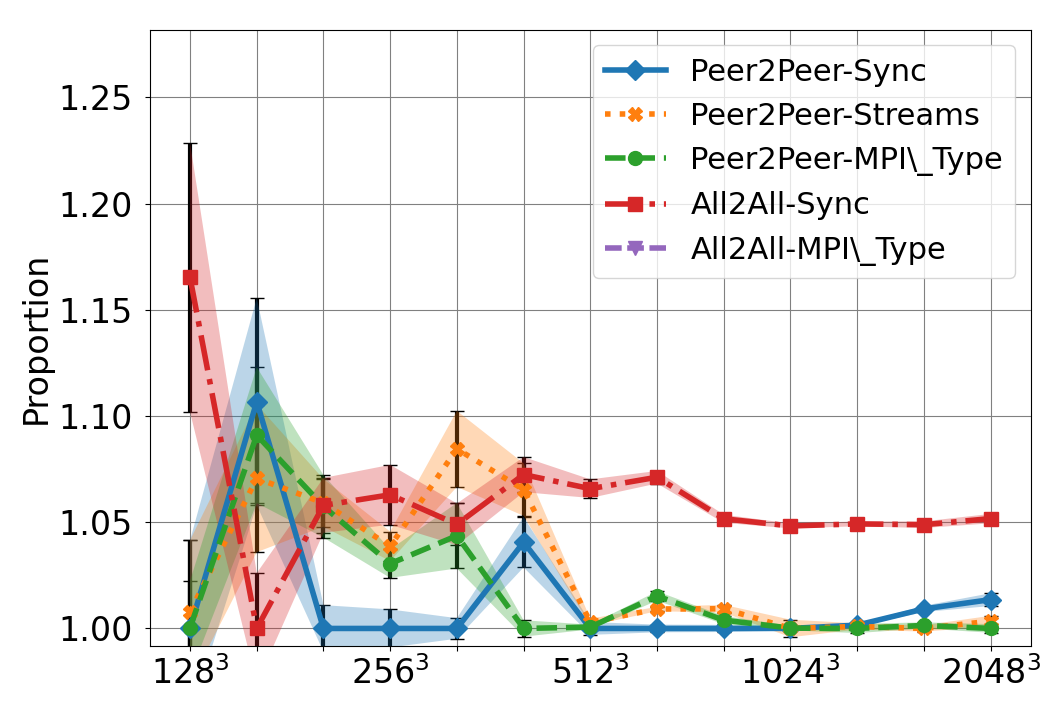 Proportion
1.25
1.20
1.15
1.10
1.05
1.00
128³
256³
512³
1024³
2048³
Peer2Peer-Sync
Peer2Peer-Streams
Peer2Peer-MPI\_Type
All2All-Sync
All2All-MPI\_Type